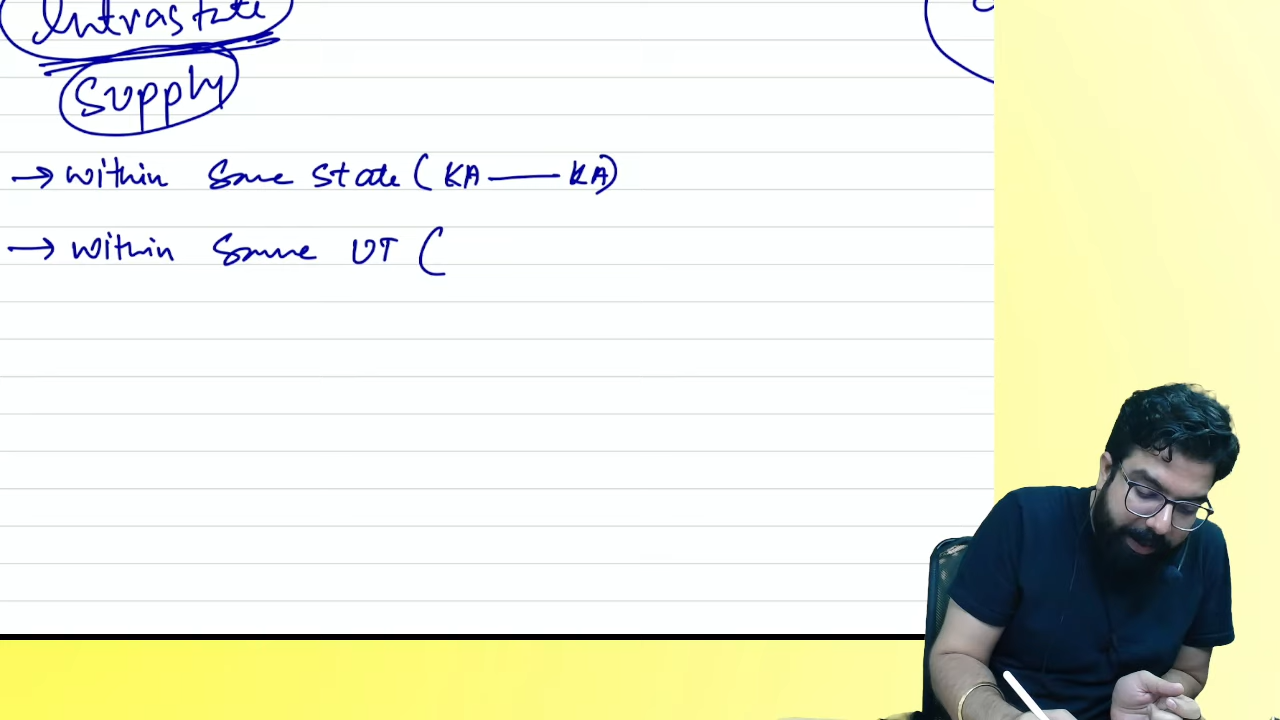 Intrastate
Supply
→ within same state ( KA —— KA)
→ within same UT (